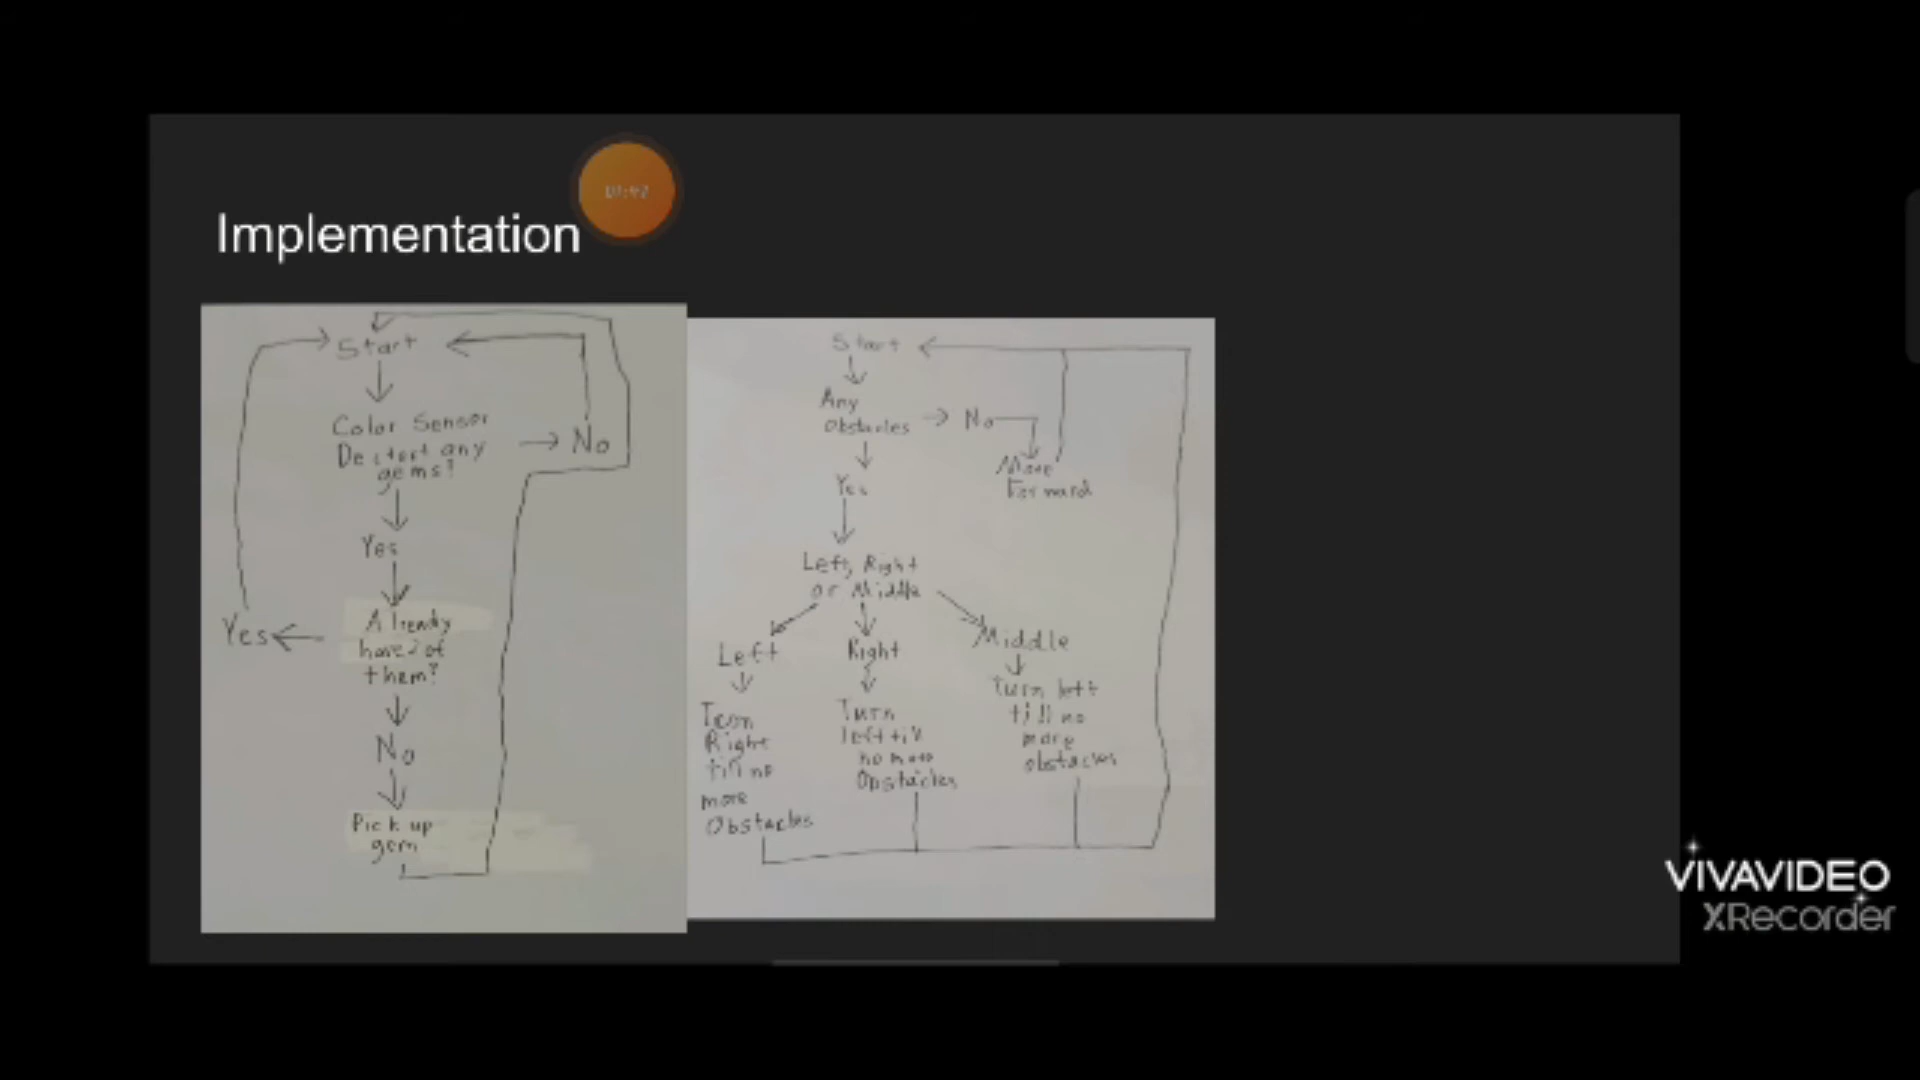 01:42
Implementation
Start
Color Sensor
Detect any
gems?
No
Yes
Already
have 2 of
them?
Yes
No
Pick up
gem
Start
Any
Obstacles
No
Move
Forward
Yes
Left, Right
or Middle
Left
Right
Middle
Turn
Right
till no
more
Obstacles
Turn
left till
no more
Obstacles
Turn left
till no
more
obstacles
VIVAVIDEO
XRecorder